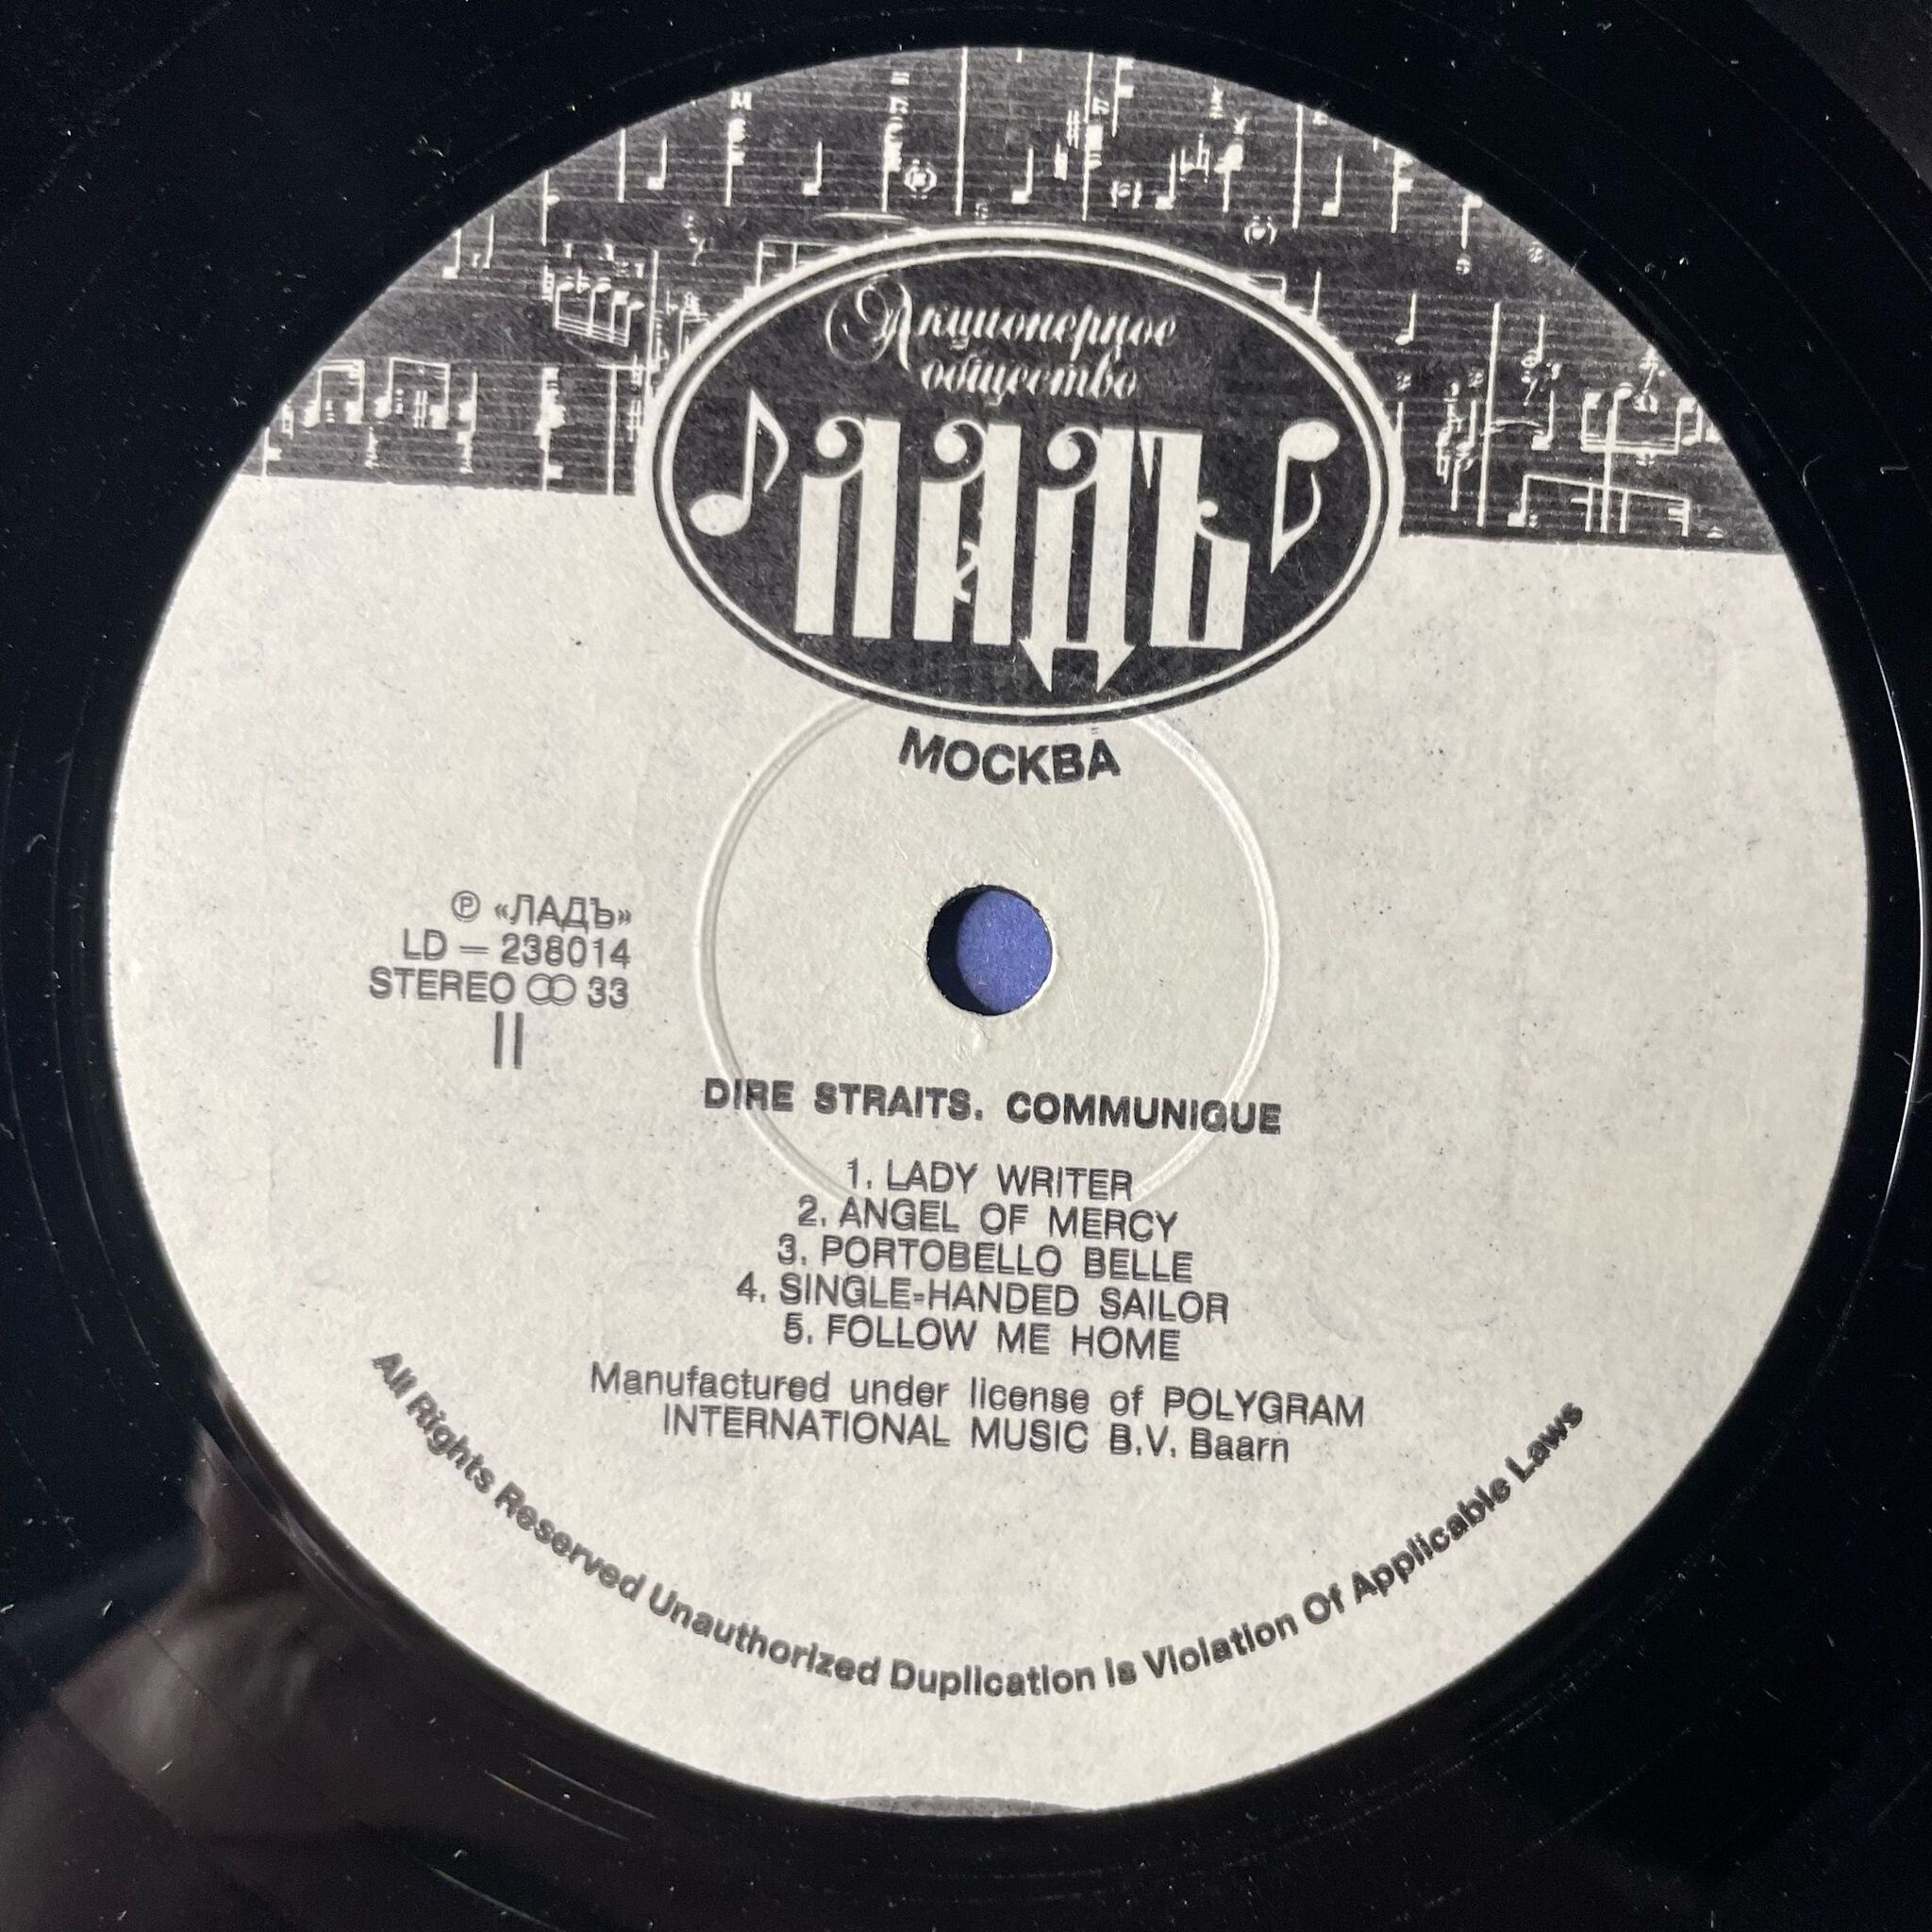 Акционерное
общество
ЛАДЪ
МОСКВА
℗ «ЛАДЪ»
LD — 238014
STEREO ꝏ 33
II
DIRE STRAITS. COMMUNIQUE
1. LADY WRITER
2. ANGEL OF MERCY
3. PORTOBELLO BELLE
4. SINGLE-HANDED SAILOR
5. FOLLOW ME HOME
Manufactured under license of POLYGRAM
INTERNATIONAL MUSIC B.V. Baarn
All Rights Reserved Unauthorized Duplication Is Violation Of Applicable Laws